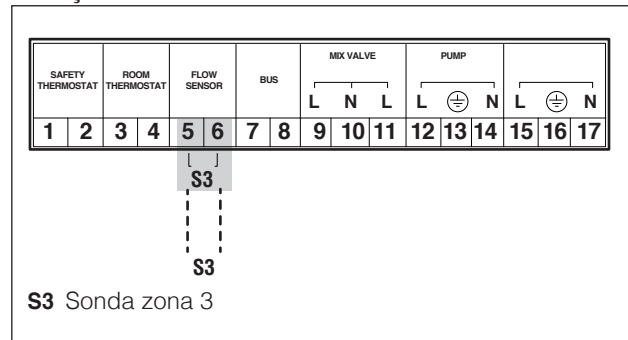 SAFETY THERMOSTAT
ROOM THERMOSTAT
FLOW SENSOR
BUS
MIX VALVE
PUMP
L N L L N L N
1 2 3 4 5 6 7 8 9 10 11 12 13 14 15 16 17
S3
S3
S3 Sonda zona 3